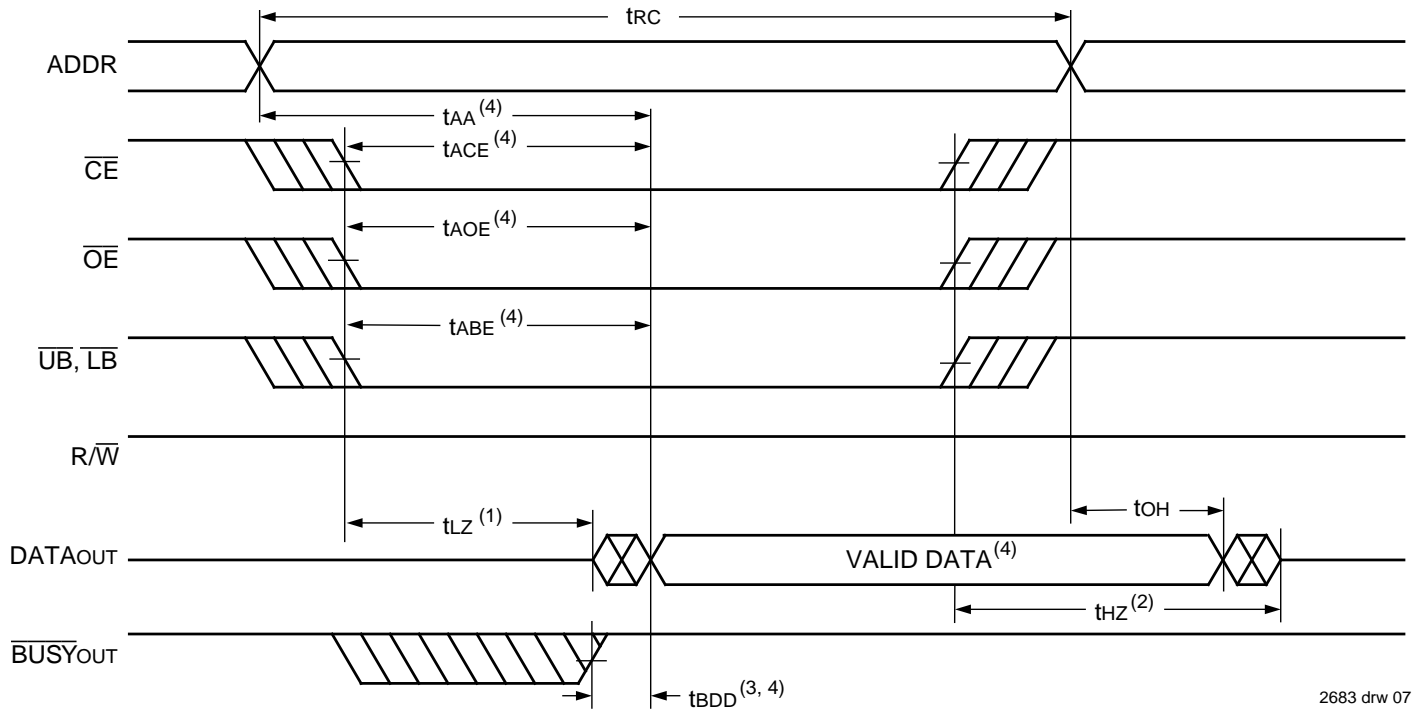 tRC
ADDR
tAA (4)
tACE (4)
CE
tAOE (4)
OE
tABE (4)
UB, LB
R/W
tOH
tLZ (1)
DATAOUT
VALID DATA(4)
tHZ (2)
BUSYOUT
tBDD (3, 4)
2683 drw 07